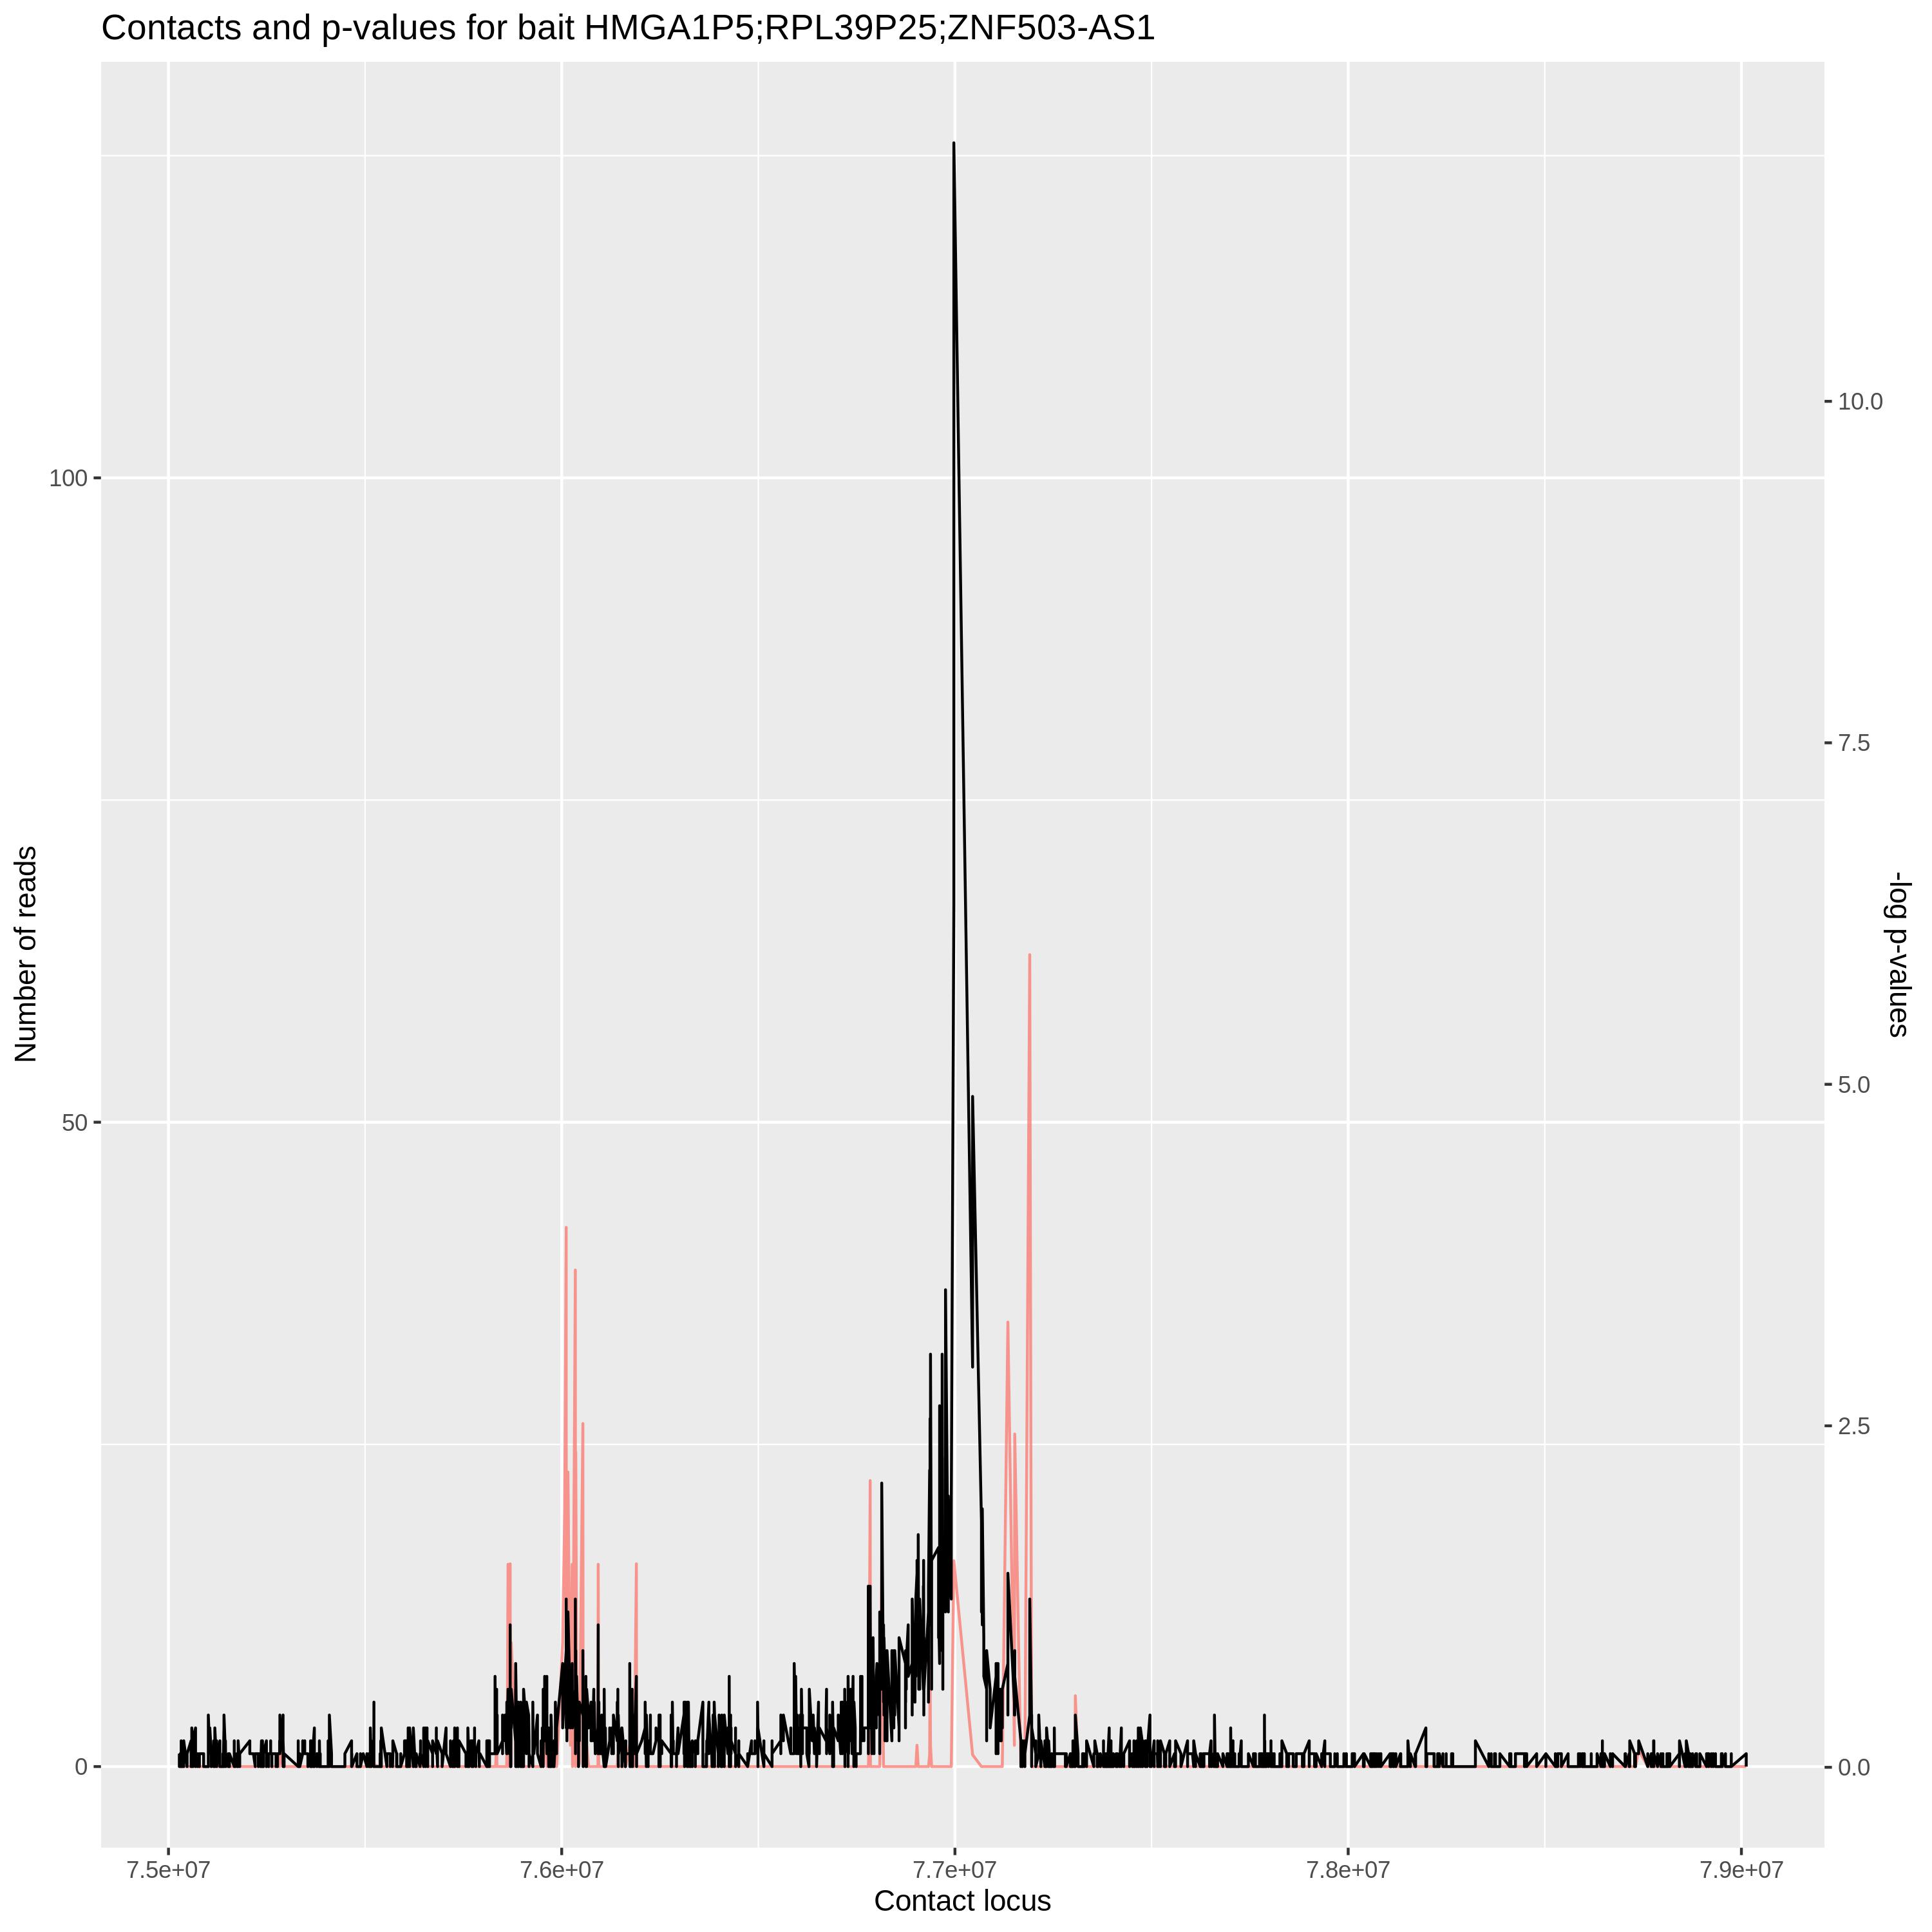 Contacts and p-values for bait HMGA1P5;RPL39P25;ZNF503-AS1
Number of reads
100
50
0
10.0
7.5
5.0
2.5
0.0
-log p-values
7.5e+07
7.6e+07
7.7e+07
7.8e+07
7.9e+07
Contact locus